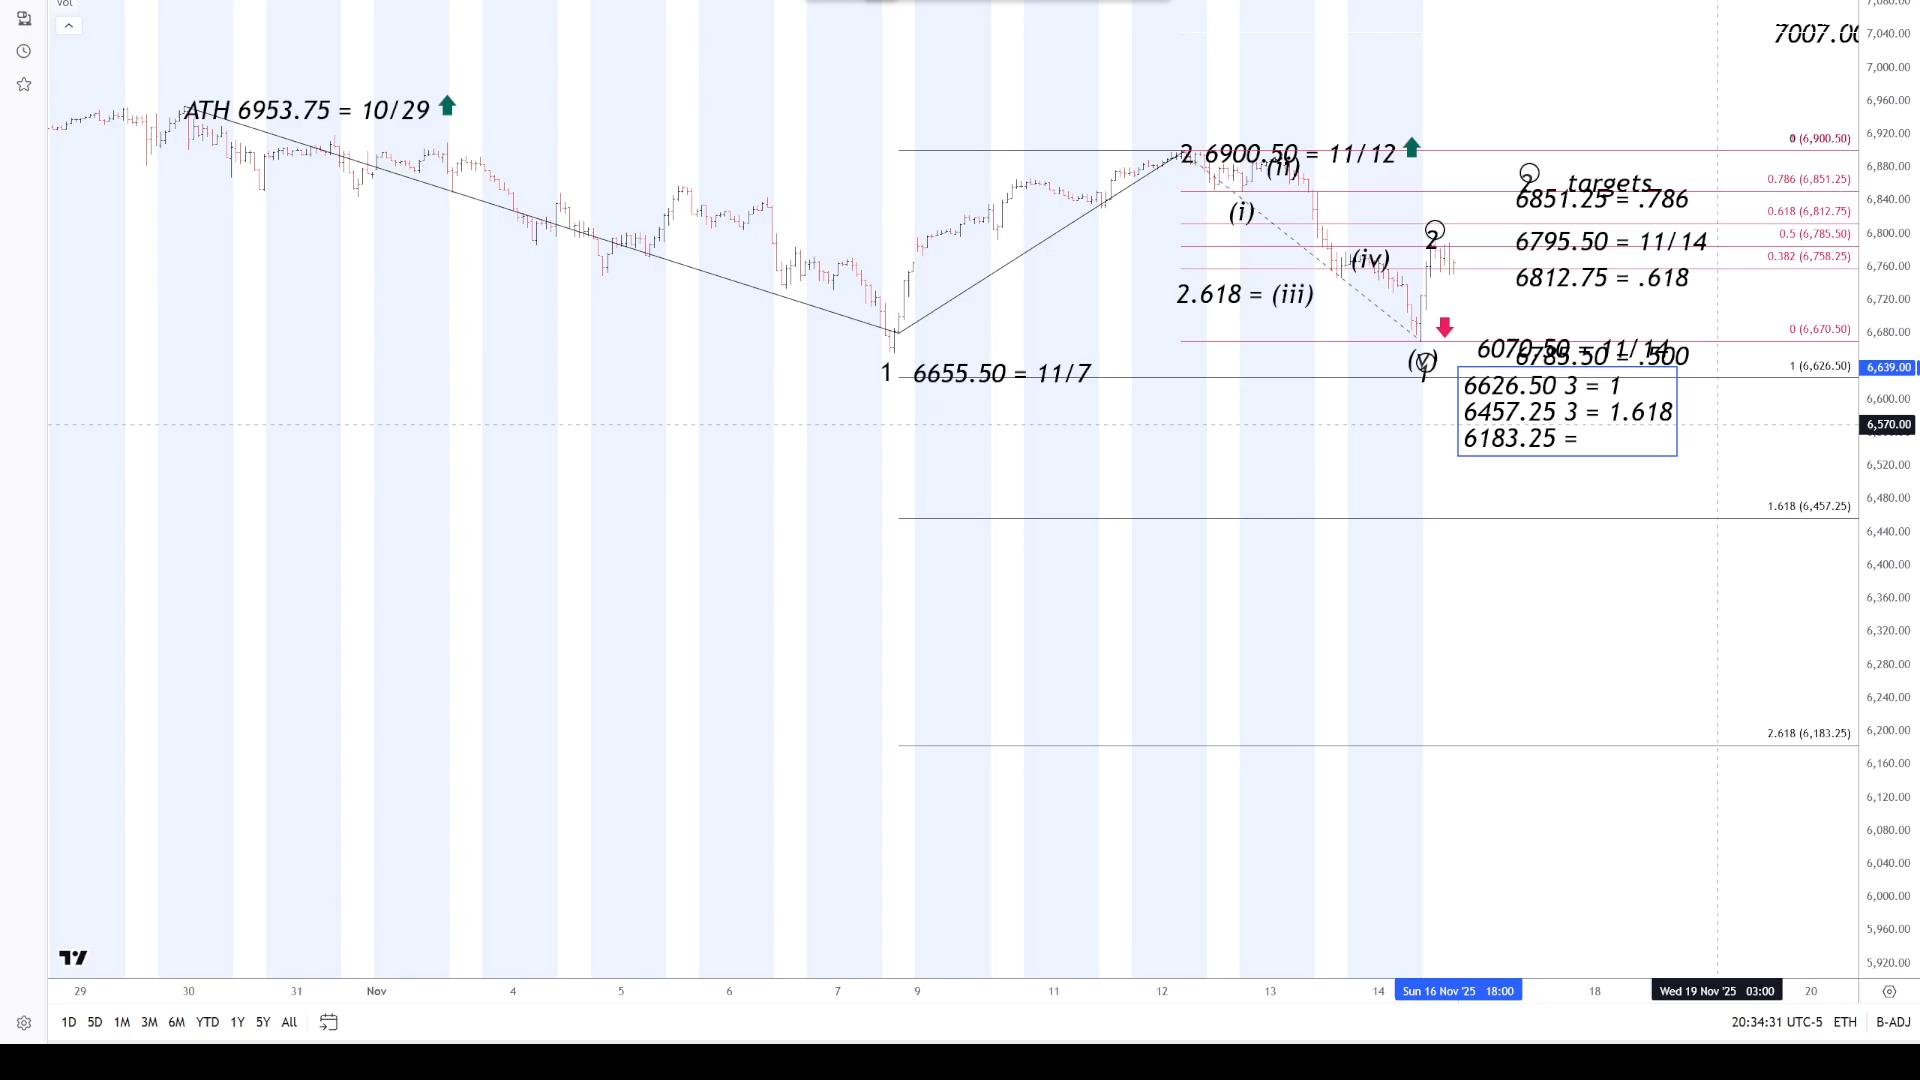 Vol
7,080.00
7007.00
7,040.00
7,000.00
ATH 6953.75 = 10/29
6,960.00
6,920.00
2 6900.50 = 11/12
0 (6,900.50)
(ii)
6,880.00
2 targets
0.786 (6,851.25)
6851.25 = .786
6,840.00
(i)
0.618 (6,812.75)
2
6795.50 = 11/14
0.5 (6,785.50)
6,800.00
(iv)
0.382 (6,758.25)
6,760.00
6812.75 = .618
2.618 = (iii)
6,720.00
0 (6,670.50)
6,680.00
6070.50 = 11/14
6785.50 = .500
(v)
1
1 (6,626.50)
6,639.00
1 6655.50 = 11/7
6626.50 3 = 1
6,600.00
6457.25 3 = 1.618
6,570.00
6183.25 =
6,520.00
6,480.00
1.618 (6,457.25)
6,440.00
6,400.00
6,360.00
6,320.00
6,280.00
6,240.00
6,200.00
2.618 (6,183.25)
6,160.00
6,120.00
6,080.00
6,040.00
6,000.00
5,960.00
5,920.00
29 30 31 Nov 4 5 6 7 9 11 12 13 14 Sun 16 Nov '25 18:00 18 Wed 19 Nov '25 03:00 20
1D 5D 1M 3M 6M YTD 1Y 5Y All 20:34:31 UTC-5 ETH B-ADJ